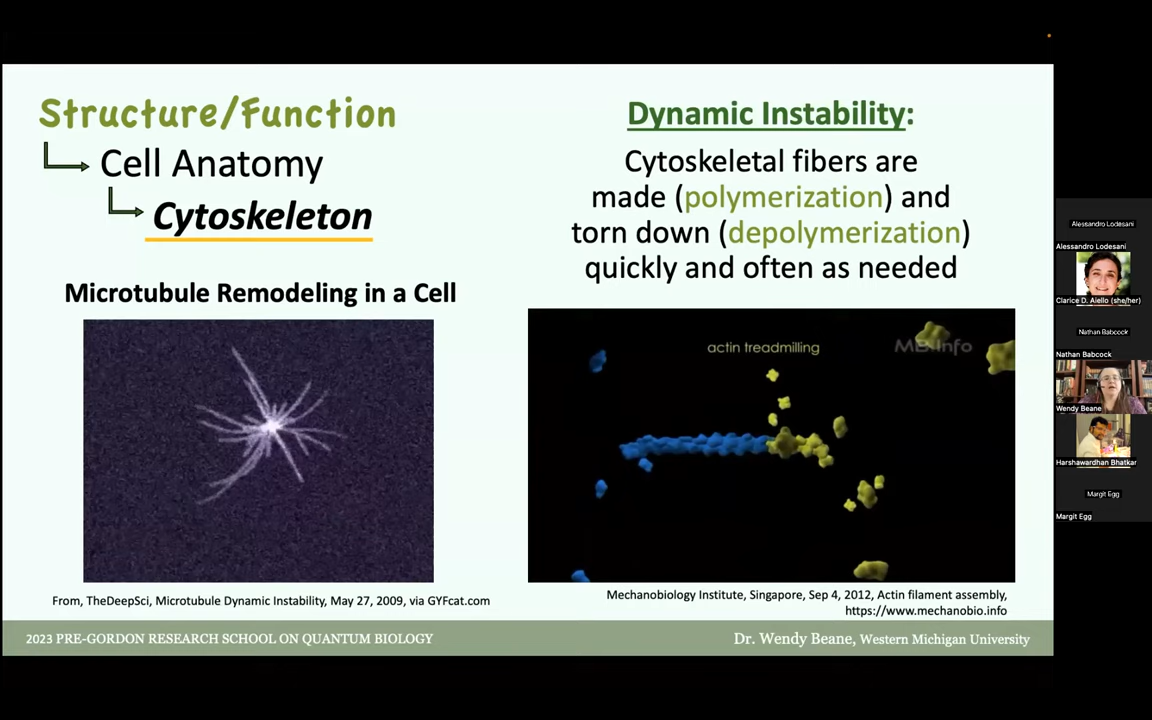 Structure/Function
Cell Anatomy
Cytoskeleton
Microtubule Remodeling in a Cell
From, TheDeepSci, Microtubule Dynamic Instability, May 27, 2009, via GYFcat.com
Dynamic Instability:
Cytoskeletal fibers are
made (polymerization) and
torn down (depolymerization)
quickly and often as needed
actin treadmilling
MBInfo
Mechanobiology Institute, Singapore, Sep 4, 2012, Actin filament assembly,
https://www.mechanobio.info
2023 PRE-GORDON RESEARCH SCHOOL ON QUANTUM BIOLOGY
Dr. Wendy Beane, Western Michigan University
Alessandro Lodesani
Alessandro Lodesani
Clarice D. Aiello (she/her)
Nathan Babcock
Nathan Babcock
Wendy Beane
Harshawardhan Bhatkar
Margit Egg
Margit Egg